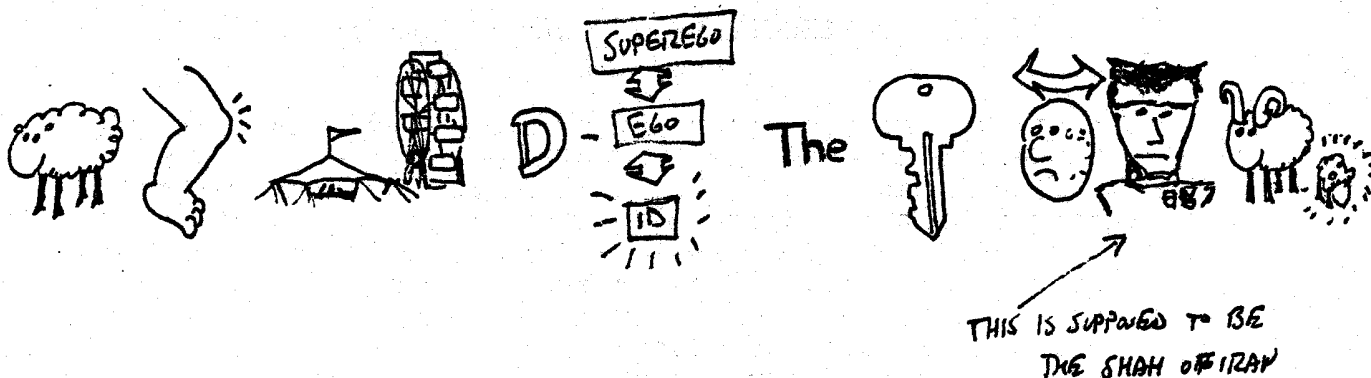 SUPEREGO
EGO
ID
D -
The
THIS IS SUPPOSED TO BE
THE SHAH OF IRAN